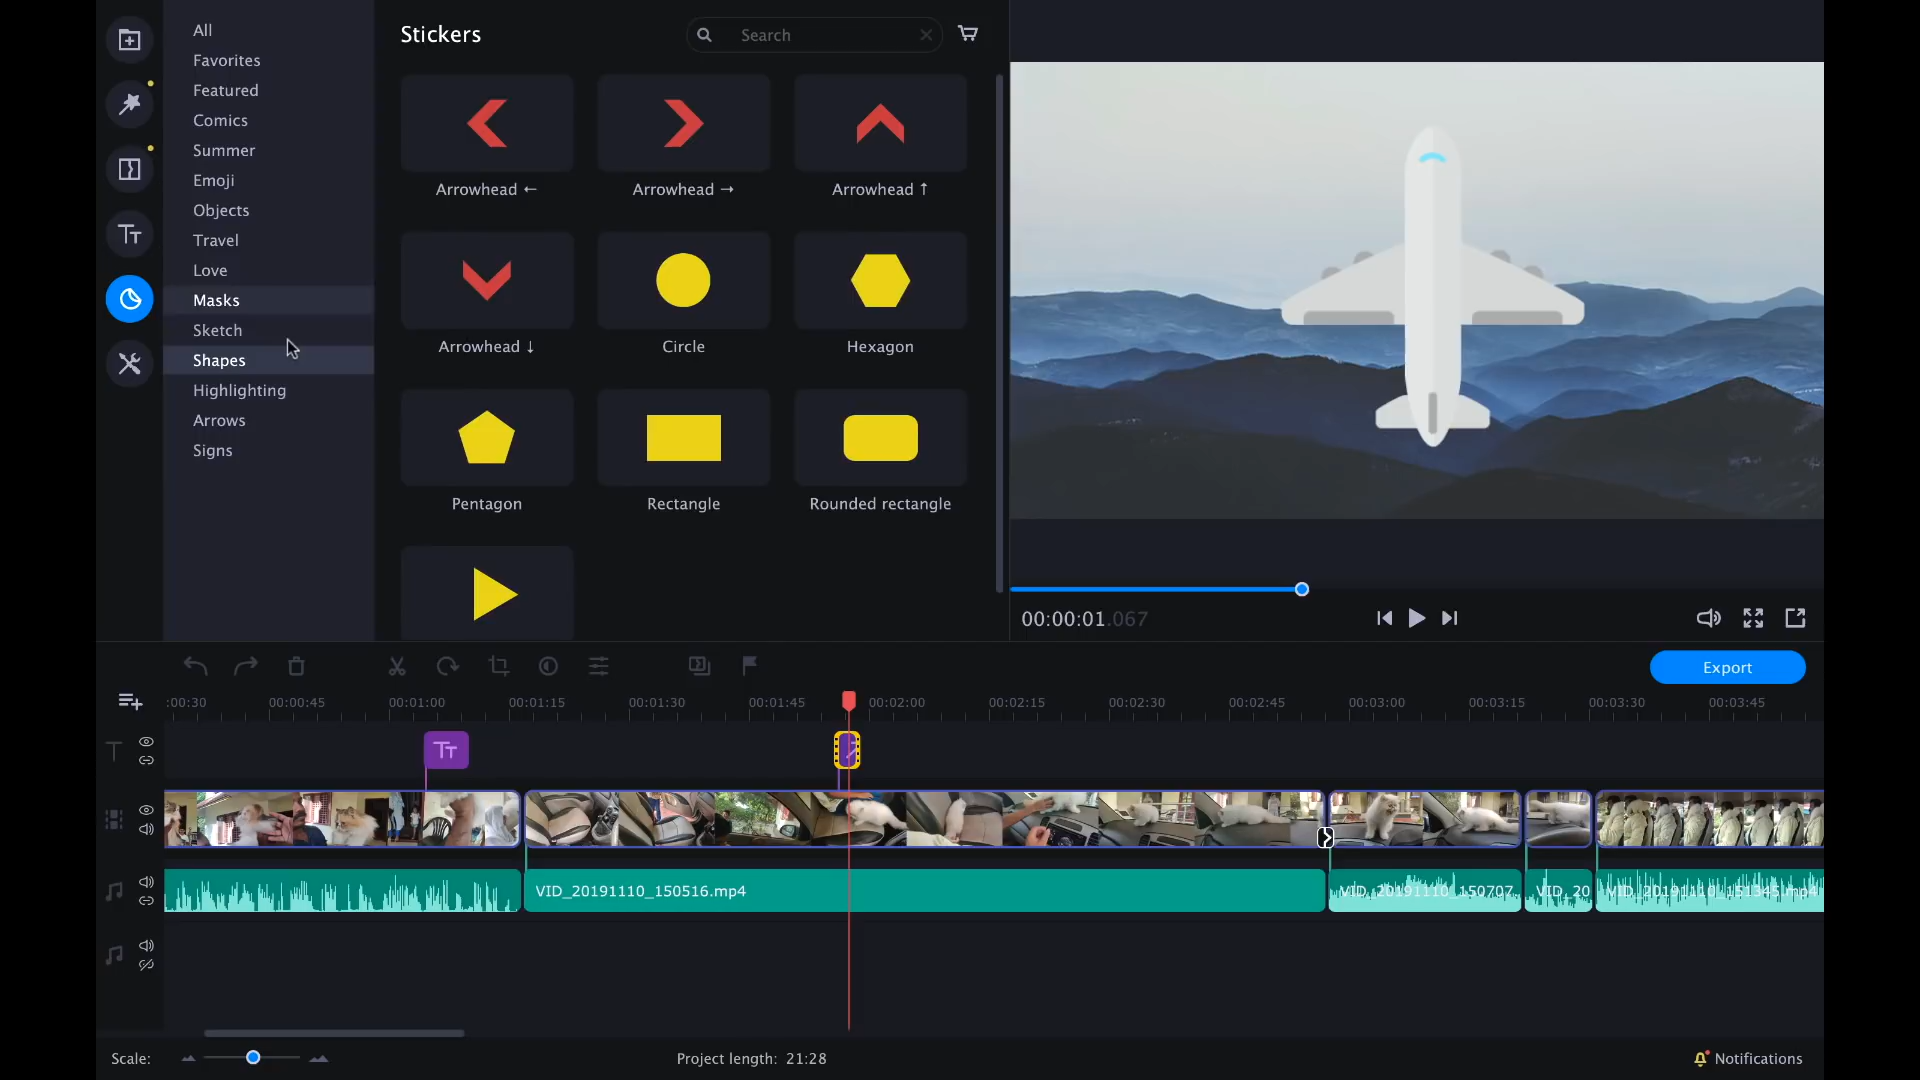 All
Favorites
Featured
Comics
Summer
Emoji
Objects
Travel
Love
Masks
Sketch
Shapes
Highlighting
Arrows
Signs
Stickers
Search
Arrowhead ←
Arrowhead →
Arrowhead ↑
Arrowhead ↓
Circle
Hexagon
Pentagon
Rectangle
Rounded rectangle
00:00:01.067
Export
:00:30
00:00:45
00:01:00
00:01:15
00:01:30
00:01:45
00:02:00
00:02:15
00:02:30
00:02:45
00:03:00
00:03:15
00:03:30
00:03:45
VID_20191110_150516.mp4
VID_20191110_150707
VID_20
VID_20191110_151345.mp4
Scale:
Project length: 21:28
Notifications